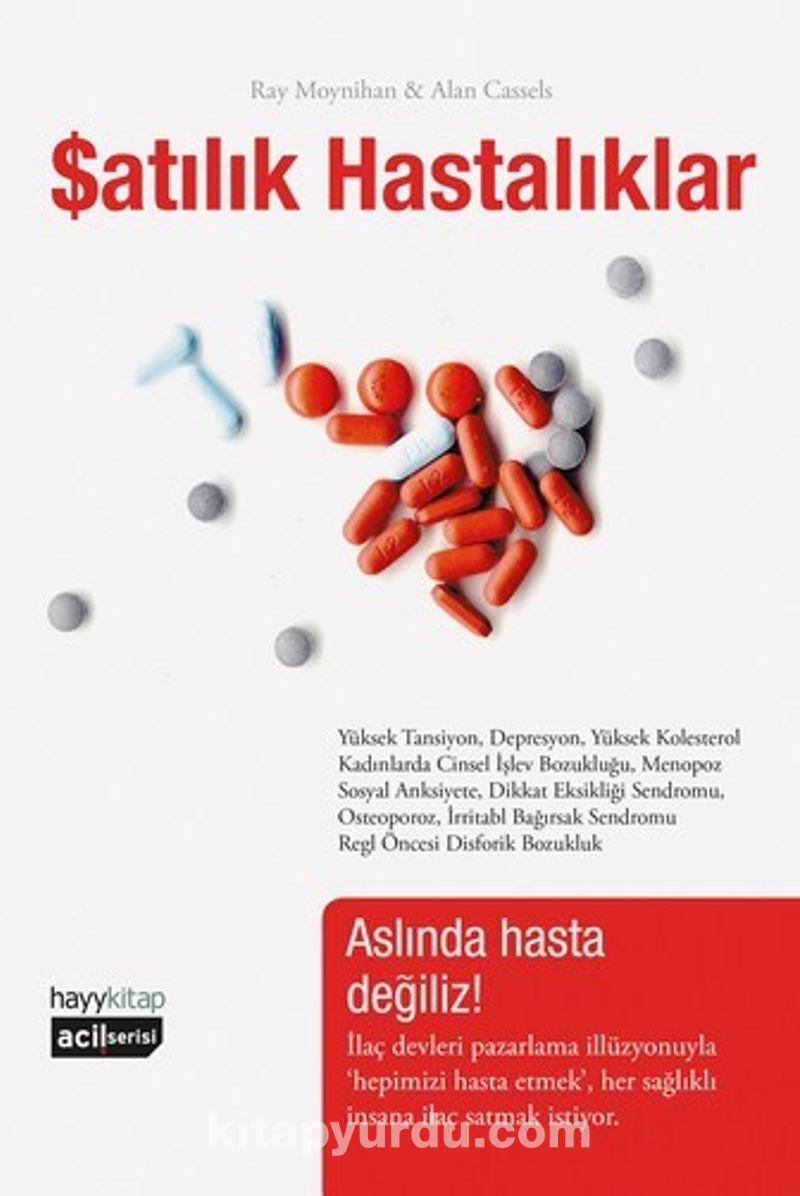 Ray Moynihan & Alan Cassels
$atılık Hastalıklar
Yüksek Tansiyon, Depresyon, Yüksek Kolesterol
Kadınlarda Cinsel İşlev Bozukluğu, Menopoz
Sosyal Anksiyete, Dikkat Eksikliği Sendromu,
Osteoporoz, İrritabl Bağırsak Sendromu
Regl Öncesi Disforik Bozukluk
Aslında hasta
değiliz!
İlaç devleri pazarlama illüzyonuyla
‘hepimizi hasta etmek’, her sağlıklı
insana ilaç satmak istiyor.
hayykitap
acil!serisi
kitapyurdu.com